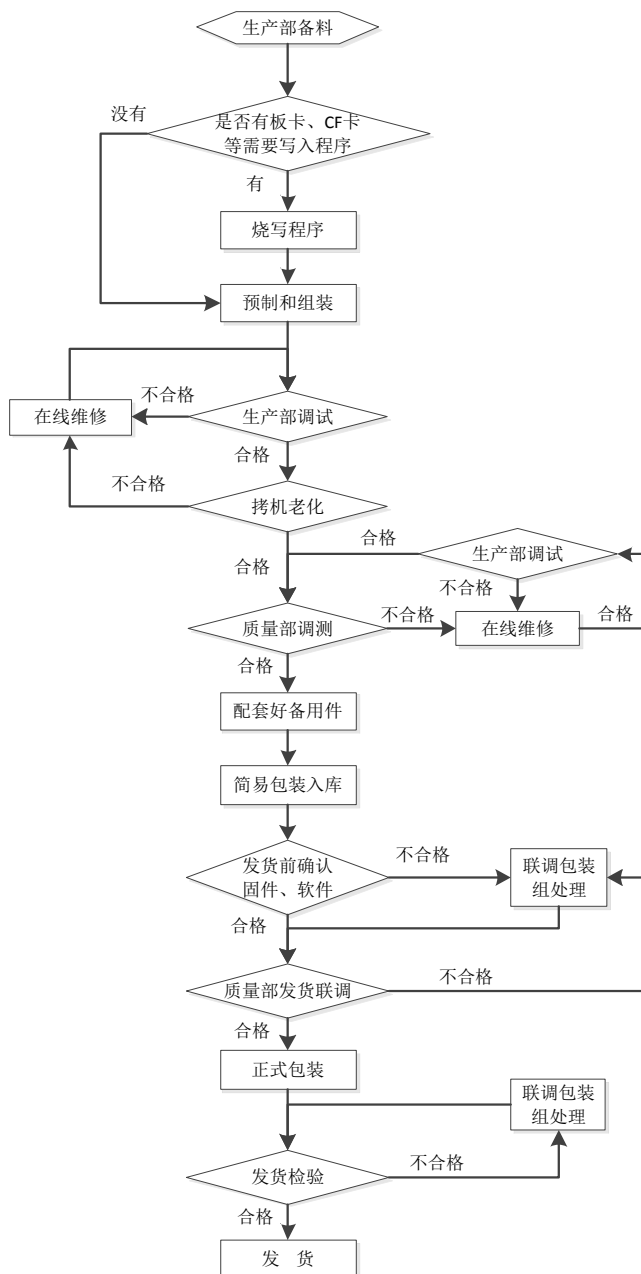 生产部备料
没有
是否有板卡、CF卡
等需要写入程序
有
烧写程序
预制和组装
不合格
在线维修
生产部调试
合格
不合格
拷机老化
合格
生产部调试
合格
不合格
质量部调测
不合格
在线维修
合格
合格
配套好备用件
简易包装入库
发货前确认
固件、软件
不合格
联调包装
组处理
合格
质量部发货联调
不合格
合格
正式包装
联调包装
组处理
发货检验
不合格
合格
发 货